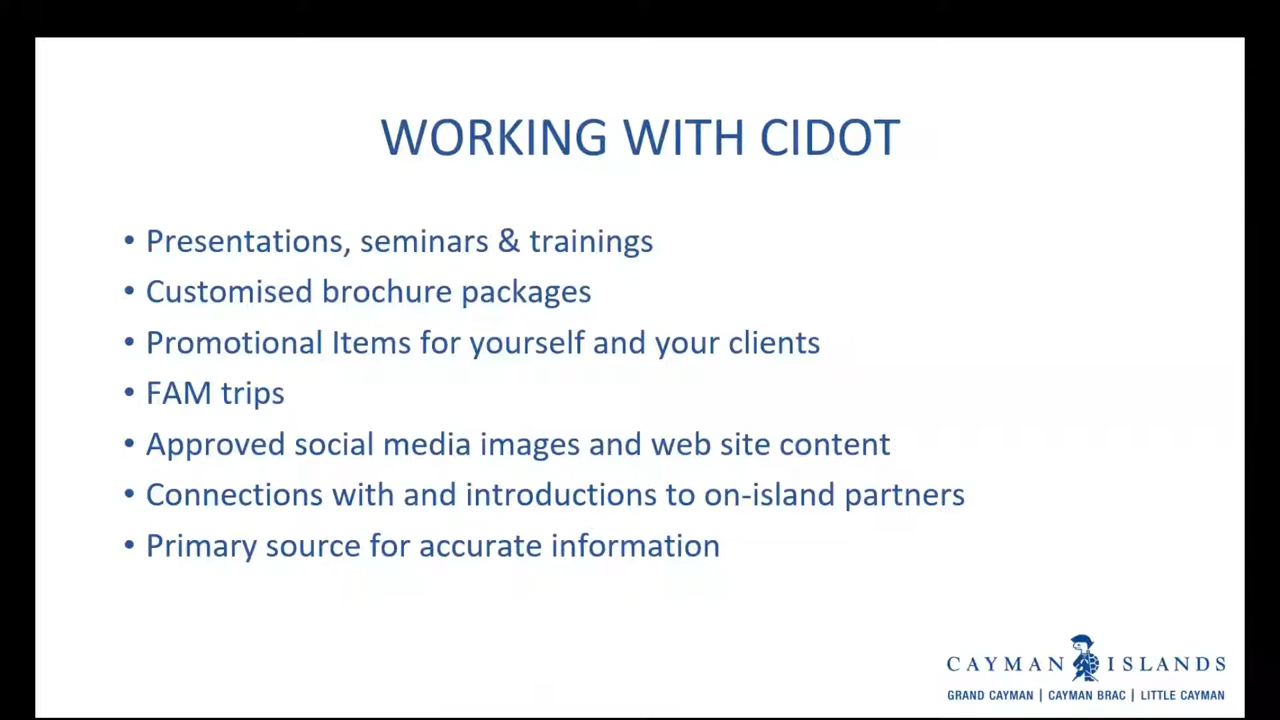 WORKING WITH CIDOT
• Presentations, seminars & trainings
• Customised brochure packages
• Promotional Items for yourself and your clients
• FAM trips
• Approved social media images and web site content
• Connections with and introductions to on-island partners
• Primary source for accurate information
CAYMAN ISLANDS
GRAND CAYMAN | CAYMAN BRAC | LITTLE CAYMAN